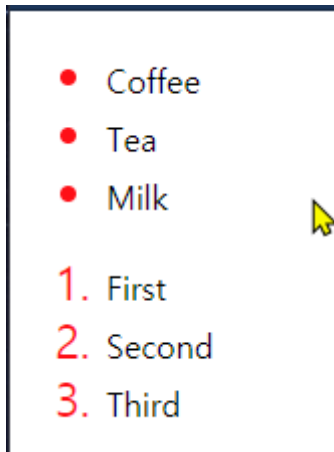 • Coffee
• Tea
• Milk
1. First
2. Second
3. Third